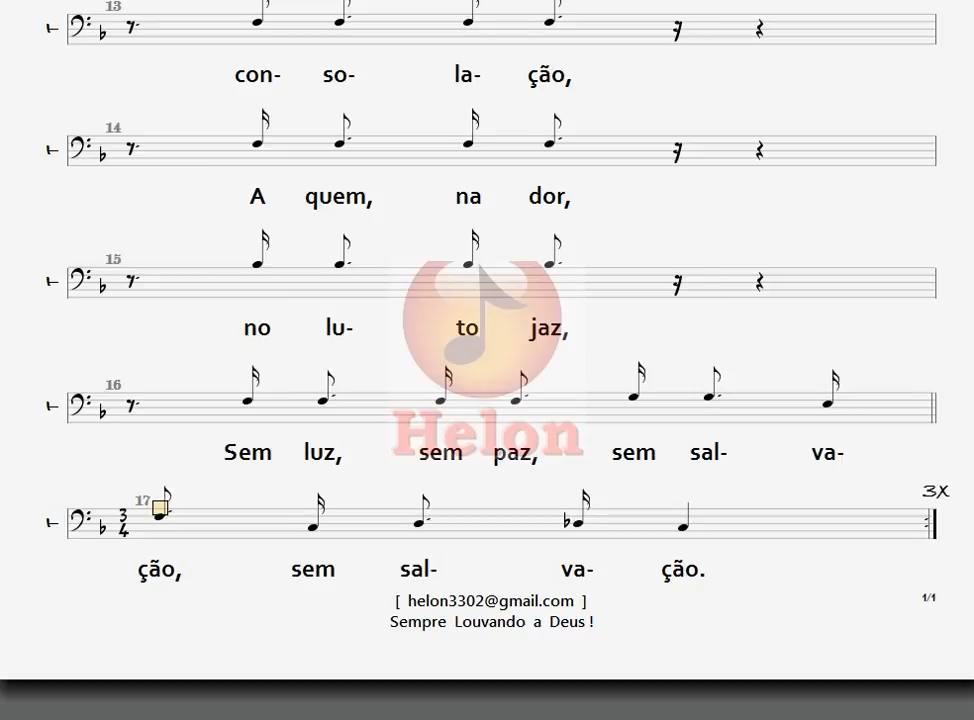 13
con- so- la- ção,
14
A quem, na dor,
15
no lu- to jaz,
16
Sem luz, sem paz, sem sal- va-
Helon
17
3X
3
4
ção, sem sal- va- ção.
[ helon3302@gmail.com ]
1/1
Sempre Louvando a Deus !